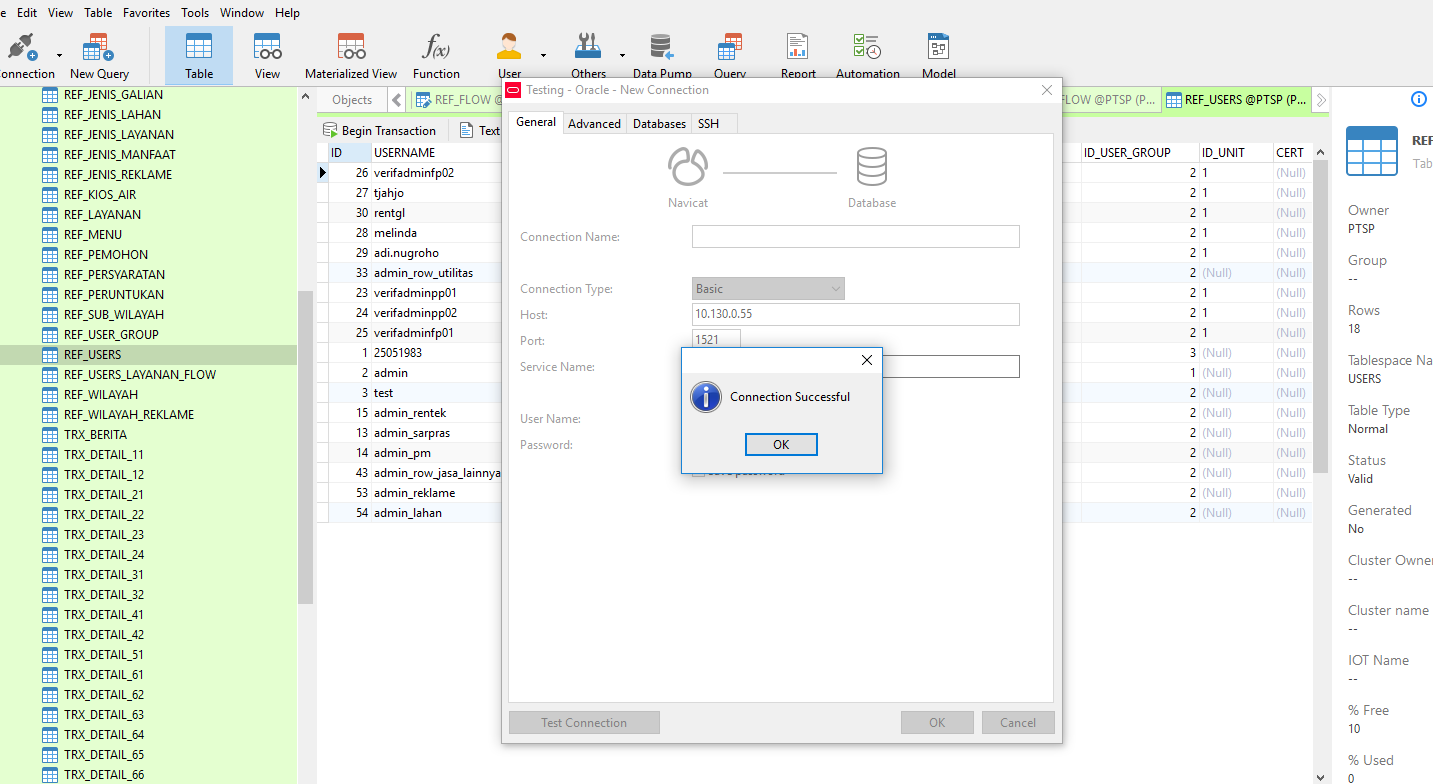 e Edit View Table Favorites Tools Window Help
onnection New Query Table View Materialized View f(x) Function User Others Data Pump Query Report Automation Model
REF_JENIS_GALIAN
REF_JENIS_LAHAN
REF_JENIS_LAYANAN
REF_JENIS_MANFAAT
REF_JENIS_REKLAME
REF_KIOS_AIR
REF_LAYANAN
REF_MENU
REF_PEMOHON
REF_PERSYARATAN
REF_PERUNTUKAN
REF_SUB_WILAYAH
REF_USER_GROUP
REF_USERS
REF_USERS_LAYANAN_FLOW
REF_WILAYAH
REF_WILAYAH_REKLAME
TRX_BERITA
TRX_DETAIL_11
TRX_DETAIL_12
TRX_DETAIL_21
TRX_DETAIL_22
TRX_DETAIL_23
TRX_DETAIL_24
TRX_DETAIL_31
TRX_DETAIL_32
TRX_DETAIL_41
TRX_DETAIL_42
TRX_DETAIL_51
TRX_DETAIL_61
TRX_DETAIL_62
TRX_DETAIL_63
TRX_DETAIL_64
TRX_DETAIL_65
TRX_DETAIL_66
Objects REF_FLOW @ FLOW @PTSP (P... REF_USERS @PTSP (P...
Begin Transaction Text
ID USERNAME ID_USER_GROUP ID_UNIT CERT
26 verifadminfp02 2 1 (Null)
27 tjahjo 2 1 (Null)
30 rentgl 2 1 (Null)
28 melinda 2 1 (Null)
29 adi.nugroho 2 1 (Null)
33 admin_row_utilitas 2 (Null) (Null)
23 verifadminpp01 2 1 (Null)
24 verifadminpp02 2 1 (Null)
25 verifadminfp01 2 1 (Null)
1 25051983 3 (Null) (Null)
2 admin 1 (Null) (Null)
3 test 2 (Null) (Null)
15 admin_rentek 2 (Null) (Null)
13 admin_sarpras 2 (Null) (Null)
14 admin_pm 2 (Null) (Null)
43 admin_row_jasa_lainnya 2 (Null) (Null)
53 admin_reklame 2 (Null) (Null)
54 admin_lahan 2 (Null) (Null)
Testing - Oracle - New Connection
General Advanced Databases SSH
Navicat Database
Connection Name:
Connection Type: Basic
Host: 10.130.0.55
Port: 1521
Service Name:
User Name:
Password:
Connection Successful
OK
Test Connection OK Cancel
REF
Tab
Owner
PTSP
Group
--
Rows
18
Tablespace Na
USERS
Table Type
Normal
Status
Valid
Generated
No
Cluster Owner
--
Cluster name
--
IOT Name
--
% Free
10
% Used
0